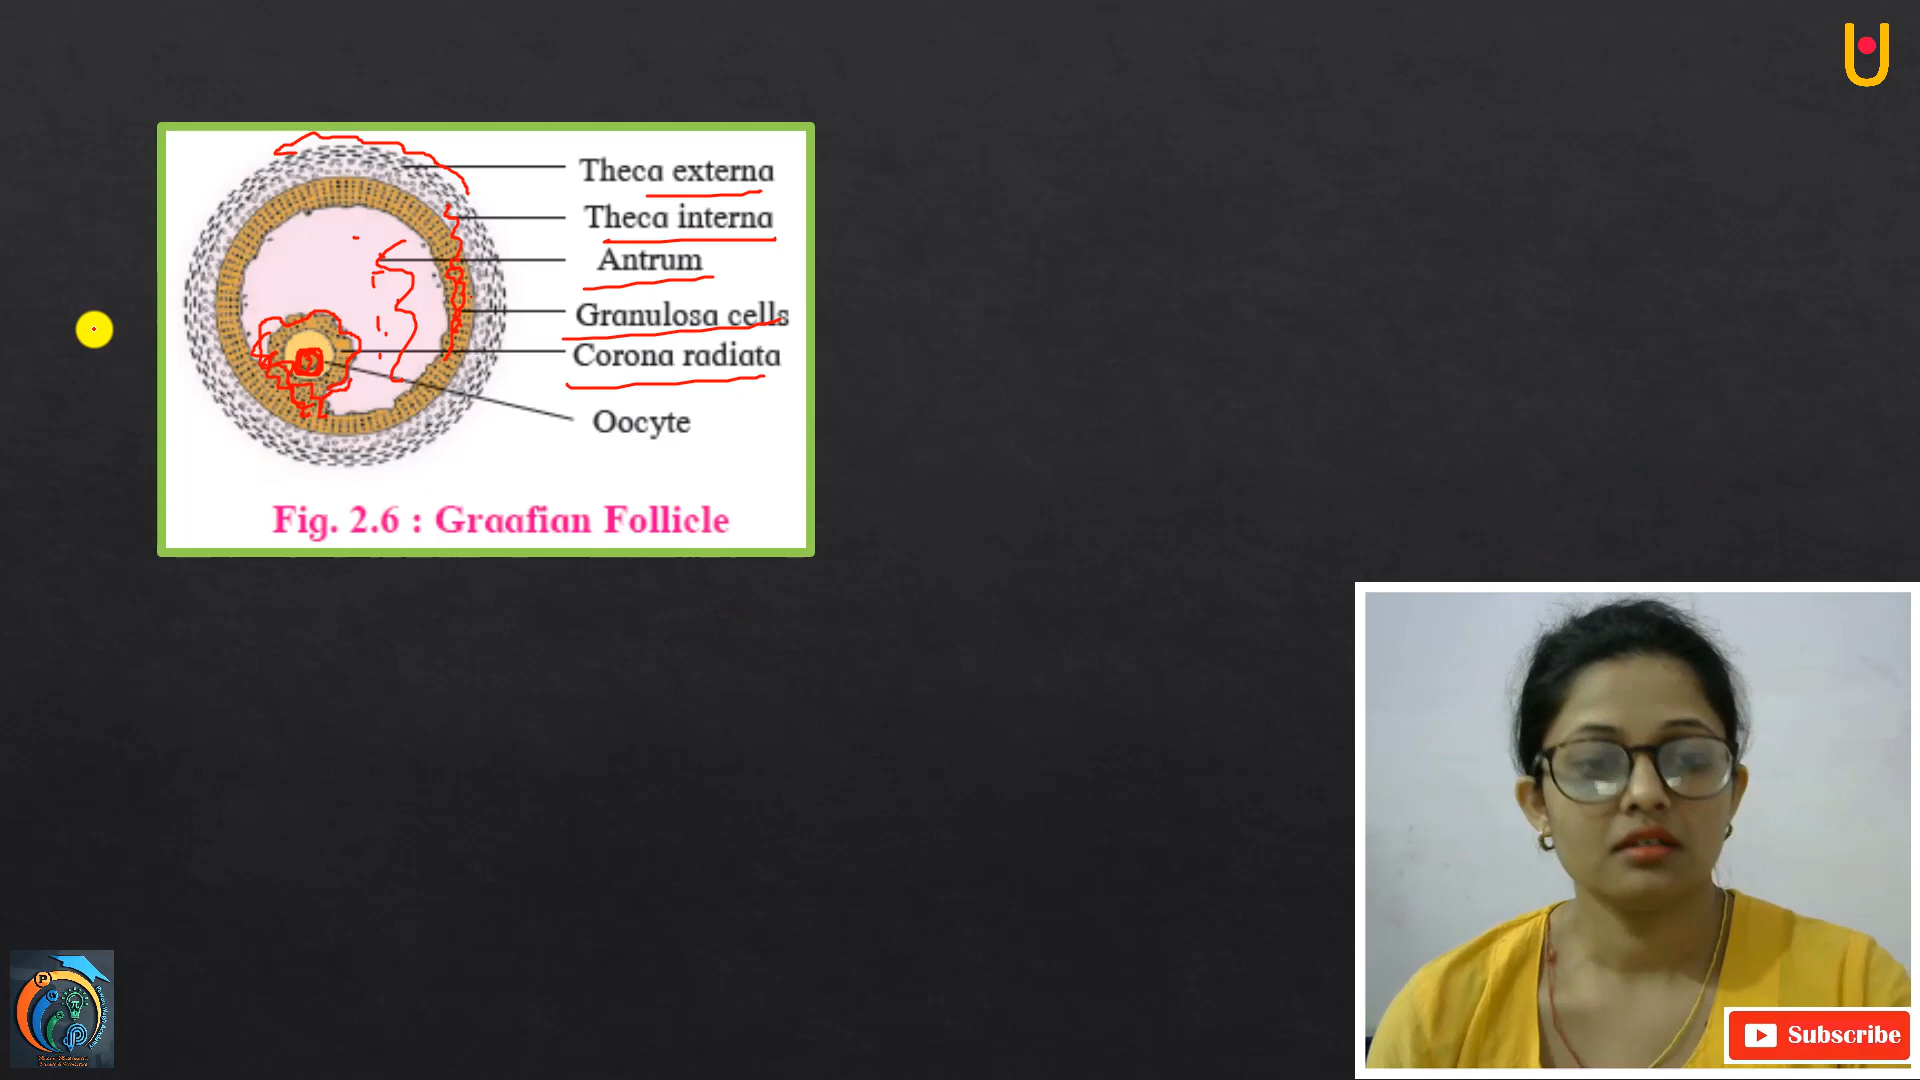 Theca externa
Theca interna
Antrum
Granulosa cells
Corona radiata
Oocyte
Fig. 2.6 : Graafian Follicle
Subscribe